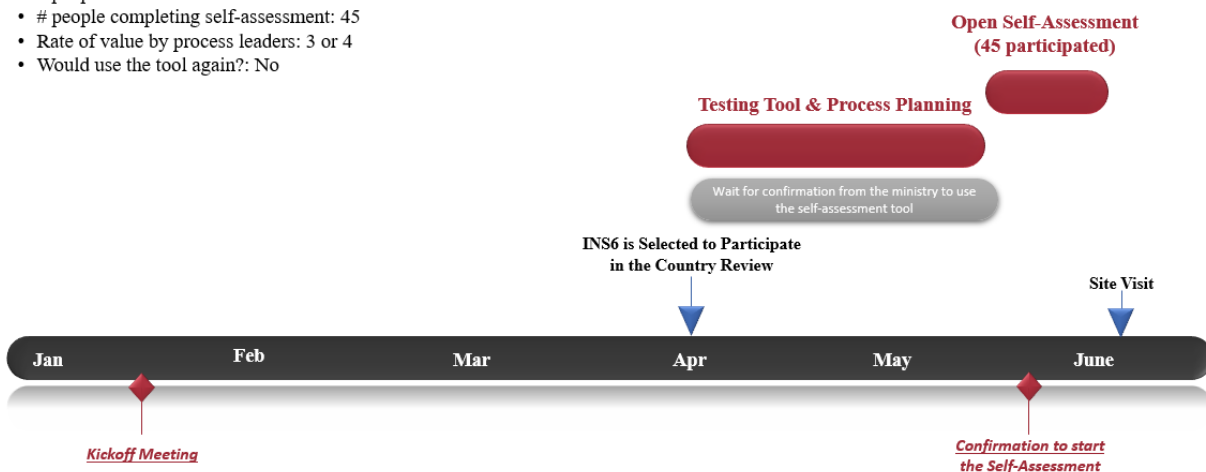 • # people completing self-assessment: 45
• Rate of value by process leaders: 3 or 4
• Would use the tool again?: No
Open Self-Assessment
(45 participated)
Testing Tool & Process Planning
Wait for confirmation from the ministry to use
the self-assessment tool
INS6 is Selected to Participate
in the Country Review
Site Visit
Jan Feb Mar Apr May June
Kickoff Meeting
Confirmation to start
the Self-Assessment